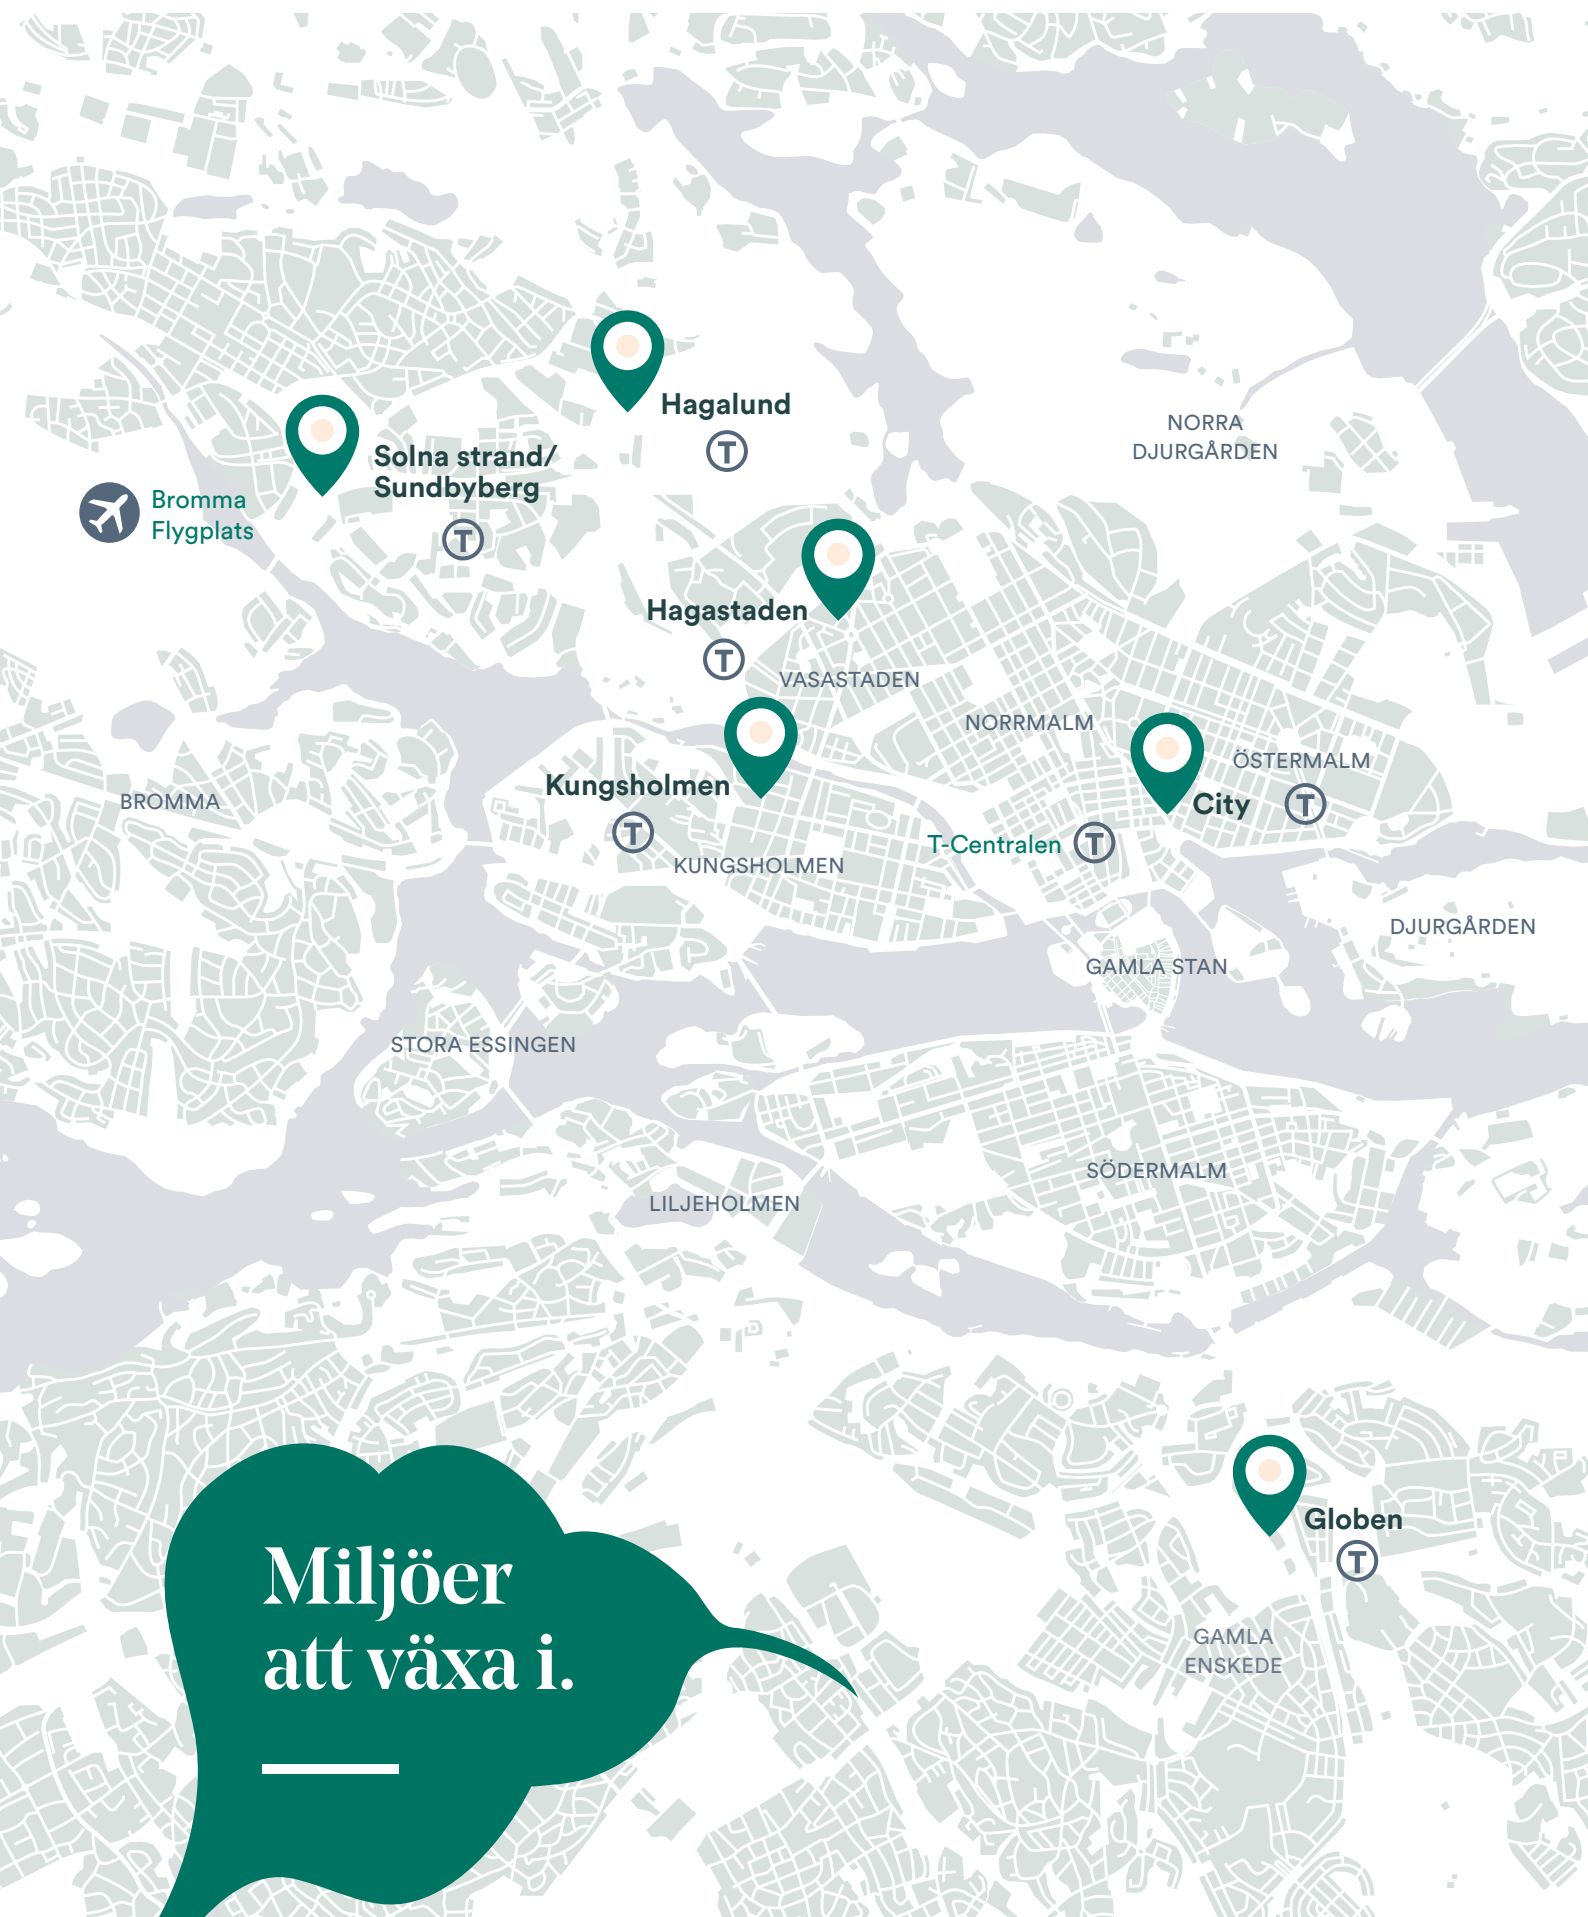 Hagalund
T
NORRA
DJURGÅRDEN
Solna strand/
Sundbyberg
T
Bromma
Flygplats
Hagastaden
T
VASASTADEN
NORRMALM
ÖSTERMALM
Kungsholmen
T
City
T
BROMMA
T-Centralen
T
KUNGSHOLMEN
DJURGÅRDEN
GAMLA STAN
STORA ESSINGEN
SÖDERMALM
LILJEHOLMEN
Globen
T
GAMLA
ENSKEDE
Miljöer
att växa i.